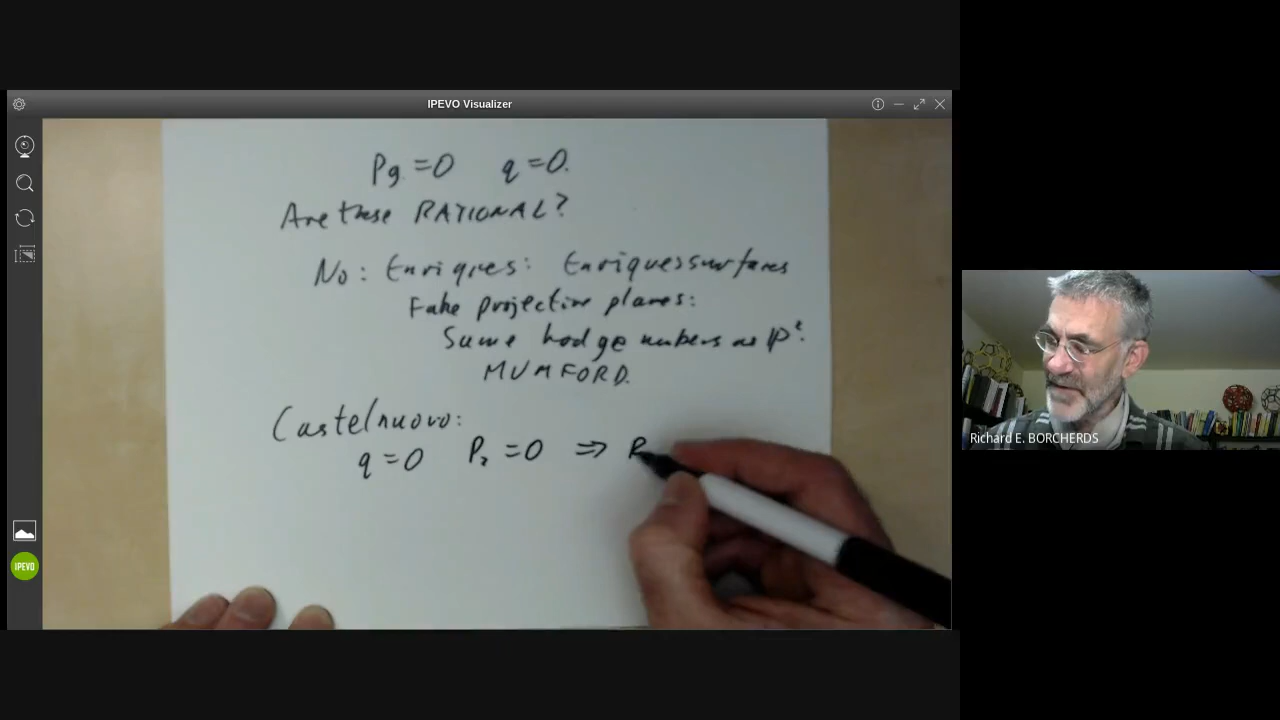 IPEVO Visualizer
Pg = 0 q = 0.
Are these RATIONAL?
No: Enriques: Enriques surfaces
Fake projective planes:
Same hodge numbers as P².
MUMFORD.
Castelnuovo:
q = 0 P₂ = 0 ⇒ R
IPEVO
Richard E. BORCHERDS